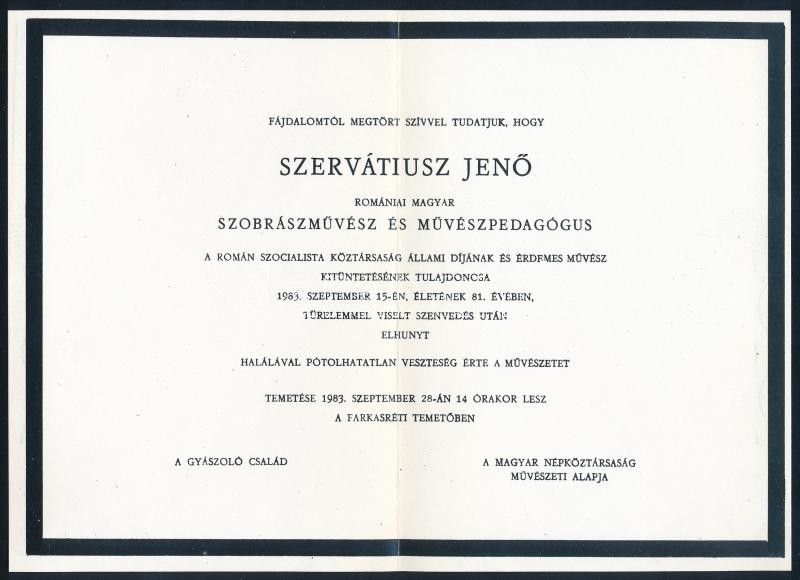 FÁJDALOMTÓL MEGTÖRT SZÍVVEL TUDATJUK, HOGY
SZERVÁTIUSZ JENŐ
ROMÁNIAI MAGYAR
SZOBRÁSZMŰVÉSZ ÉS MŰVÉSZPEDAGÓGUS
A ROMÁN SZOCIALISTA KÖZTÁRSASÁG ÁLLAMI DÍJÁNAK ÉS ÉRDEMES MŰVÉSZ
KITÜNTETÉSÉNEK TULAJDONOSA
1983. SZEPTEMBER 15-ÉN, ÉLETÉNEK 81. ÉVÉBEN,
TÜRELEMMEL VISELT SZENVEDÉS UTÁN
ELHUNYT
HALÁLÁVAL PÓTOLHATATLAN VESZTESÉG ÉRTE A MŰVÉSZETET
TEMETÉSE 1983. SZEPTEMBER 28-ÁN 14 ÓRAKOR LESZ
A FARKASRÉTI TEMETŐBEN
A GYÁSZOLÓ CSALÁD
A MAGYAR NÉPKÖZTÁRSASÁG
MŰVÉSZETI ALAPJA